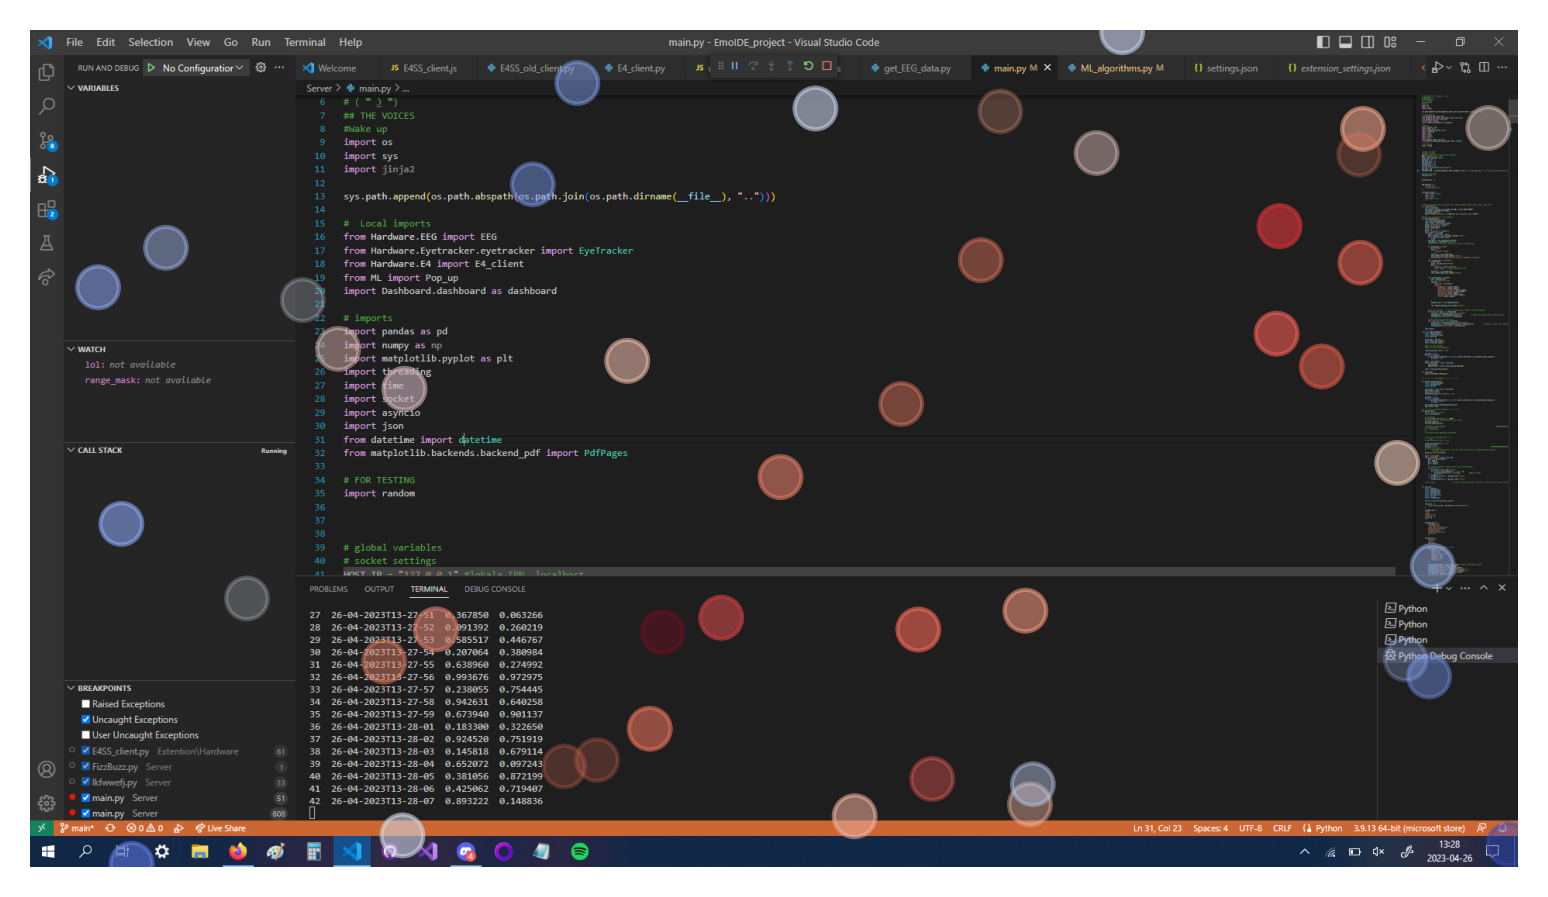 File Edit Selection View Go Run Terminal Help
main.py - EmoIDE_project - Visual Studio Code
RUN AND DEBUG No Configuration
Welcome
JS E4SS_client.js
E4SS_old_client.py
E4_client.py
JS
get_EEG_data.py
main.py M
ML_algorithms.py M
{} settings.json
{} extension_settings.json
VARIABLES
Server > main.py > ...
6 # ( ͡° ͜ʖ ͡°)
7 ## THE VOICES
8 #Wake up
9 import os
10 import sys
11 import jinja2
12
13 sys.path.append(os.path.abspath(os.path.join(os.path.dirname(__file__), "..")))
14
15 # Local imports
16 from Hardware.EEG import EEG
17 from Hardware.Eyetracker.eyetracker import EyeTracker
18 from Hardware.E4 import E4_client
19 from ML import Pop_up
20 import Dashboard.dashboard as dashboard
21
22 # imports
23 import pandas as pd
24 import numpy as np
25 import matplotlib.pyplot as plt
26 import threading
27 import time
28 import socket
29 import asyncio
30 import json
31 from datetime import datetime
32 from matplotlib.backends.backend_pdf import PdfPages
33
34 # FOR TESTING
35 import random
36
37
38
39 # global variables
40 # socket settings
41 HOST_IP = "127.0.0.1" #lokala IPN, localhost
WATCH
lol: not available
range_mask: not available
CALL STACK Running
BREAKPOINTS
Raised Exceptions
Uncaught Exceptions
User Uncaught Exceptions
E4SS_client.py Extention\Hardware 61
FizzBuzz.py Server 1
lkfwwefj.py Server 33
main.py Server 51
main.py Server 608
PROBLEMS OUTPUT TERMINAL DEBUG CONSOLE
27 26-04-2023T13-27-51 0.367850 0.063266
28 26-04-2023T13-27-52 0.091392 0.260219
29 26-04-2023T13-27-53 0.585517 0.446767
30 26-04-2023T13-27-54 0.207064 0.380984
31 26-04-2023T13-27-55 0.638960 0.274992
32 26-04-2023T13-27-56 0.993676 0.972975
33 26-04-2023T13-27-57 0.238055 0.754445
34 26-04-2023T13-27-58 0.942631 0.640258
35 26-04-2023T13-27-59 0.673940 0.901137
36 26-04-2023T13-28-01 0.183300 0.322650
37 26-04-2023T13-28-02 0.924520 0.751919
38 26-04-2023T13-28-03 0.145818 0.679114
39 26-04-2023T13-28-04 0.652072 0.097243
40 26-04-2023T13-28-05 0.381056 0.872199
41 26-04-2023T13-28-06 0.425062 0.719407
42 26-04-2023T13-28-07 0.893222 0.148836
Python
Python
Python
Python Debug Console
main* 0 0 0 Live Share
Ln 31, Col 23 Spaces: 4 UTF-8 CRLF Python 3.9.13 64-bit (microsoft store)
13:28
2023-04-26